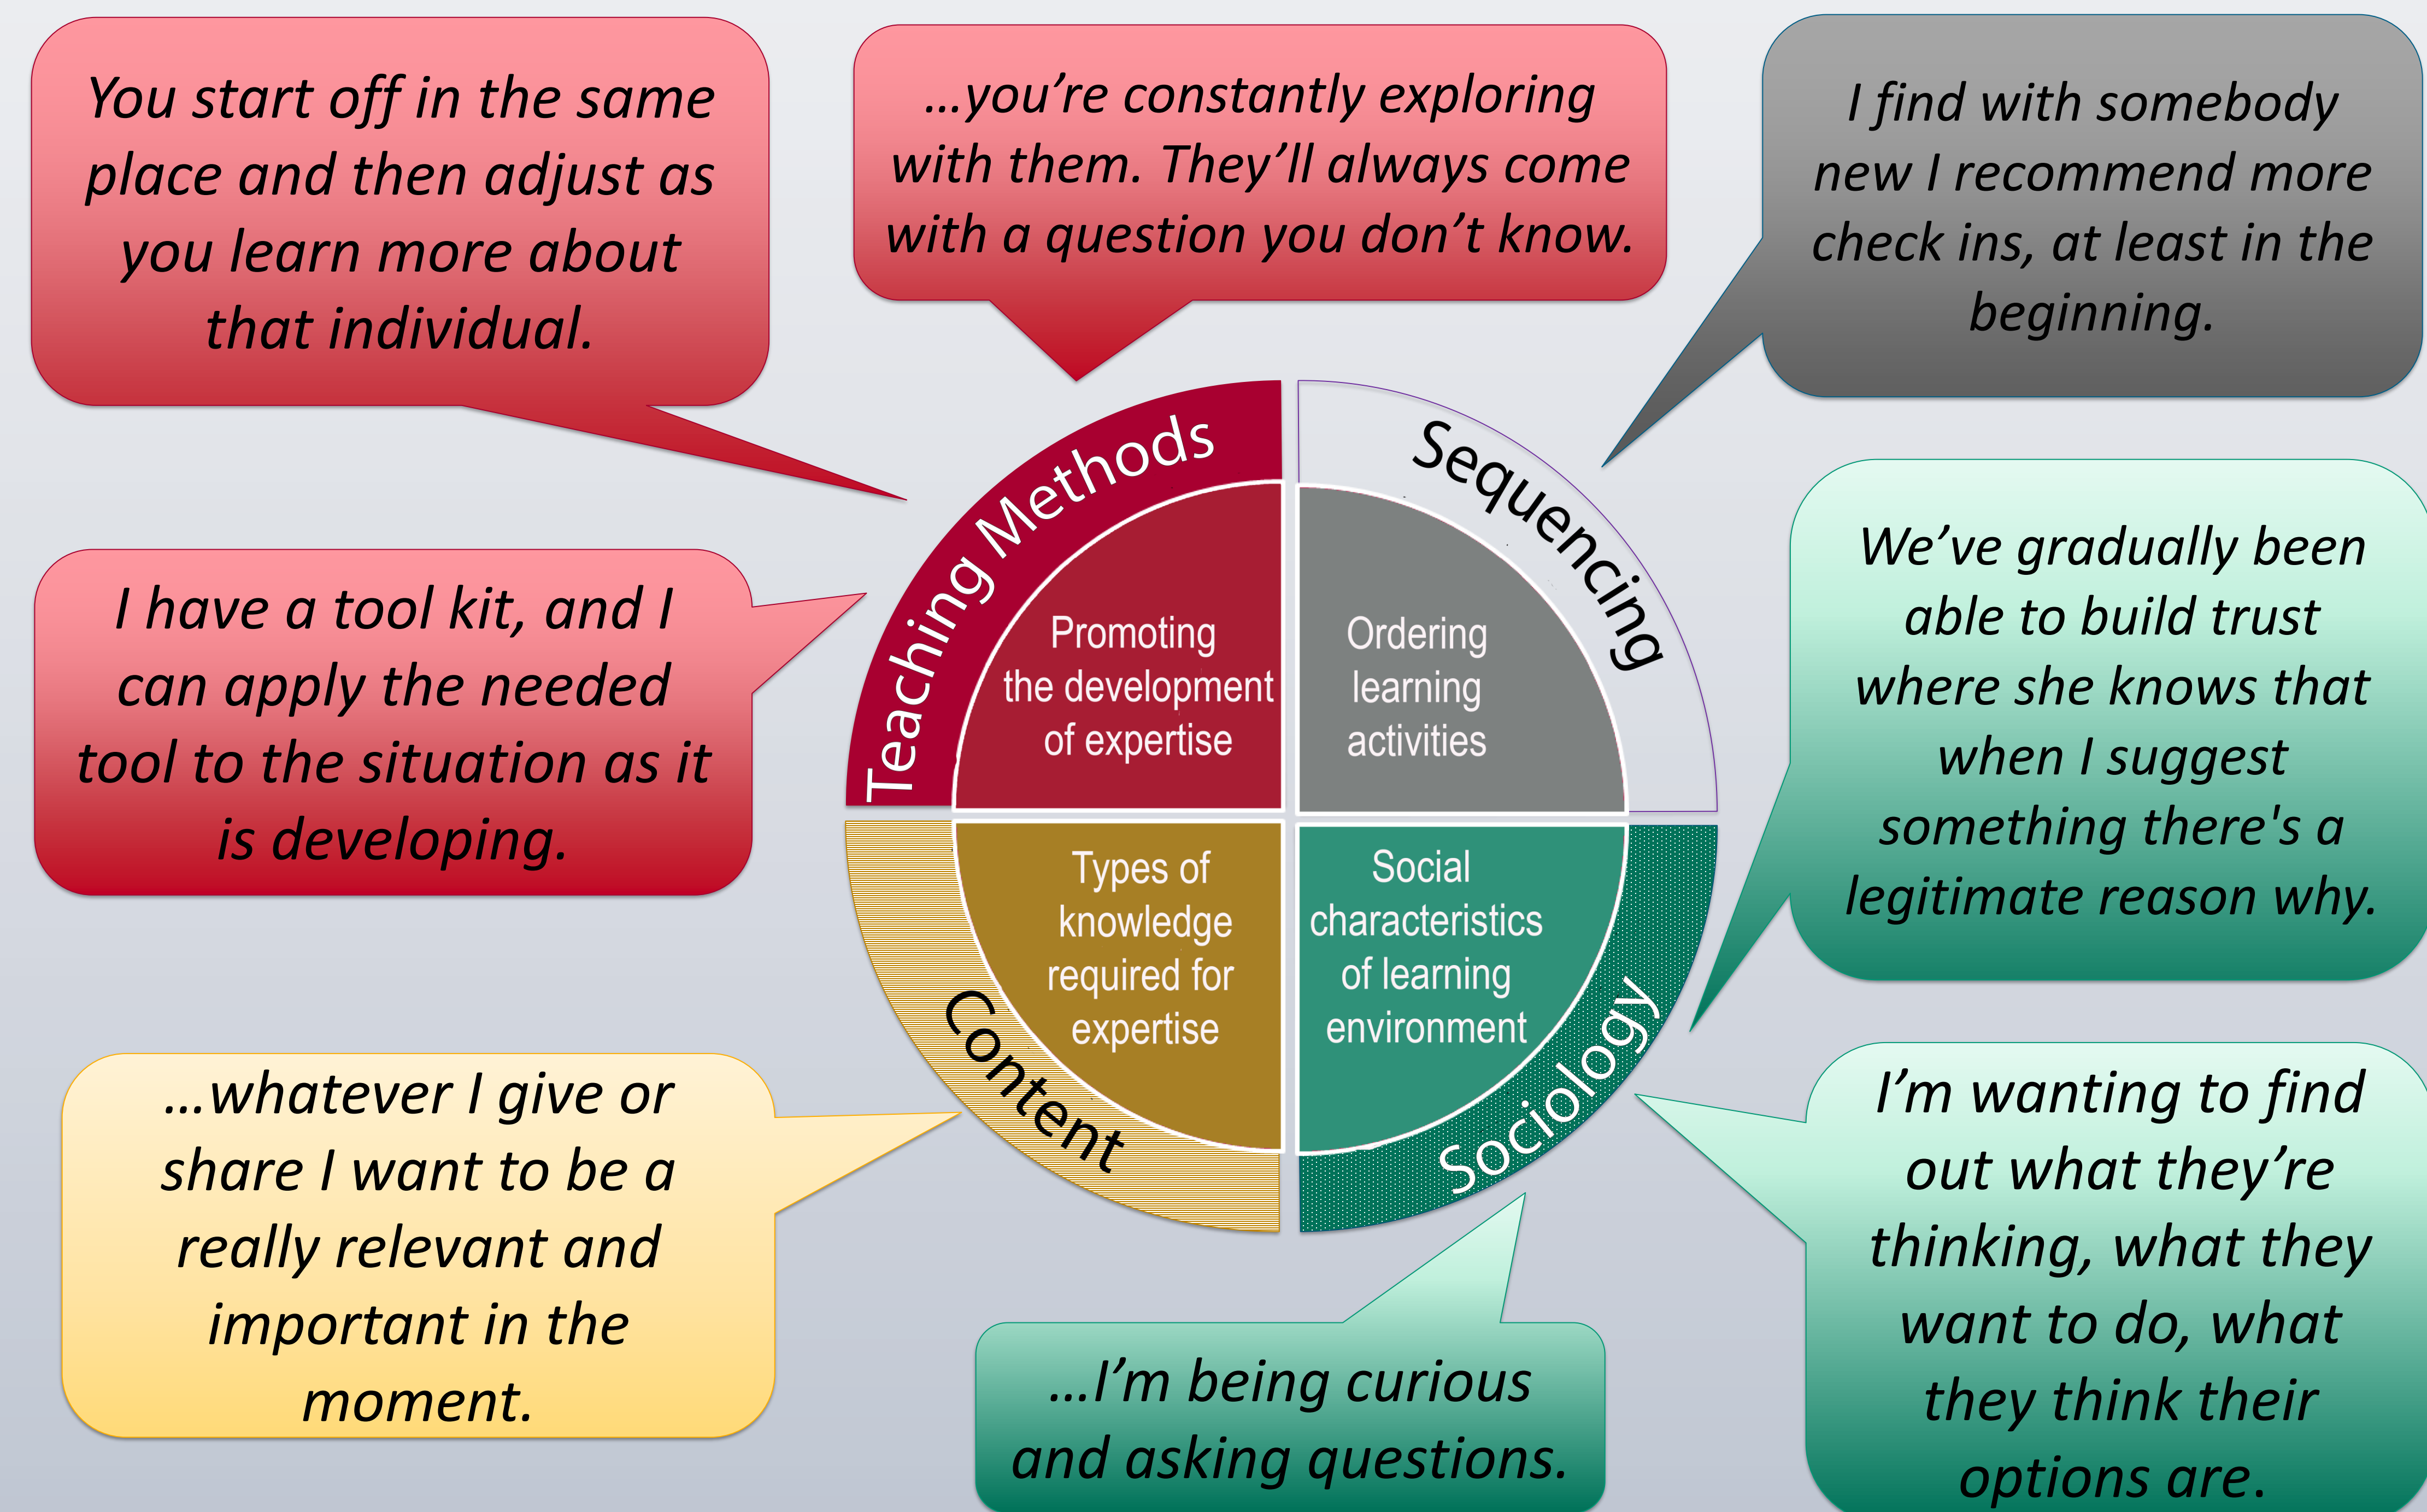 You start off in the same
place and then adjust as
you learn more about
that individual.
…you’re constantly exploring
with them. They’ll always come
with a question you don’t know.
I find with somebody
new I recommend more
check ins, at least in the
beginning.
I have a tool kit, and I
can apply the needed
tool to the situation as it
is developing.
Teaching Methods
Promoting
the development
of expertise
Sequencing
Ordering
learning
activities
We’ve gradually been
able to build trust
where she knows that
when I suggest
something there's a
legitimate reason why.
Content
Types of
knowledge
required for
expertise
Sociology
Social
characteristics
of learning
environment
…whatever I give or
share I want to be a
really relevant and
important in the
moment.
…I’m being curious
and asking questions.
I’m wanting to find
out what they’re
thinking, what they
want to do, what
they think their
options are.